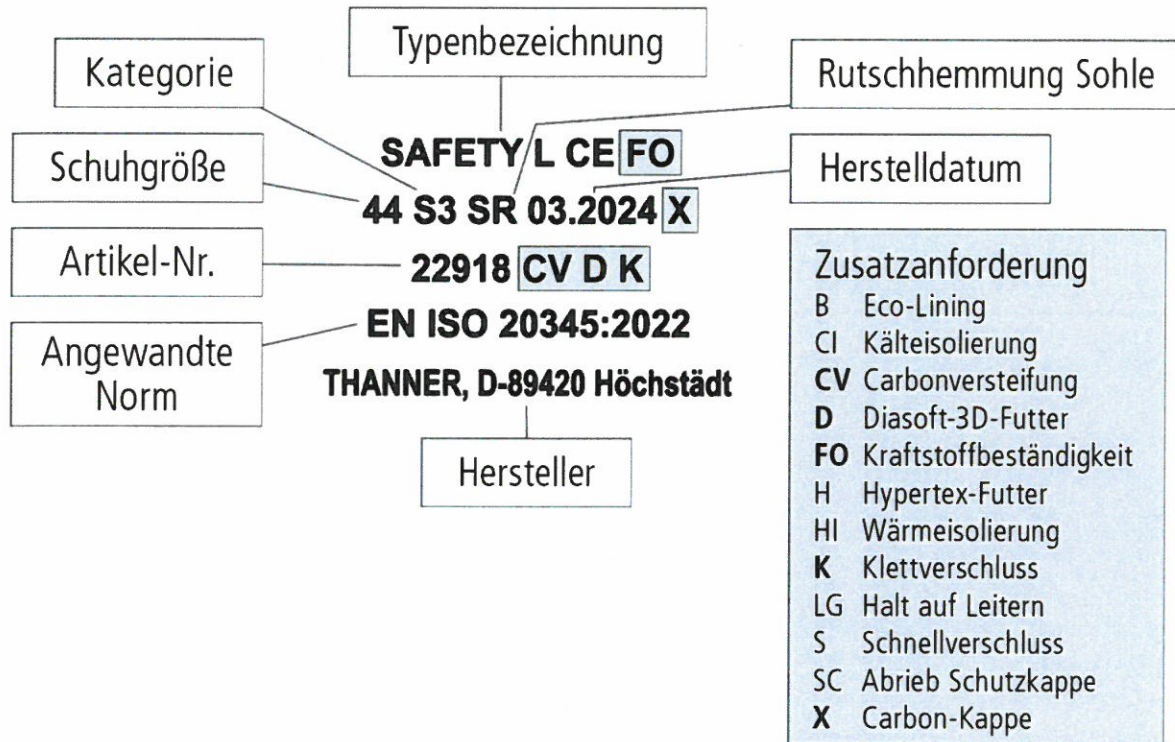 Typenbezeichnung
Kategorie
Rutschhemmung Sohle
Schuhgröße
Herstelldatum
Artikel-Nr.
Angewandte
Norm
SAFETY L CE FO
44 S3 SR 03.2024 X
22918 CV D K
EN ISO 20345:2022
THANNER, D-89420 Höchstädt
Hersteller
Zusatzanforderung
B Eco-Lining
CI Kälteisolierung
CV Carbonversteifung
D Diasoft-3D-Futter
FO Kraftstoffbeständigkeit
H Hypertex-Futter
HI Wärmeisolierung
K Klettverschluss
LG Halt auf Leitern
S Schnellverschluss
SC Abrieb Schutzkappe
X Carbon-Kappe